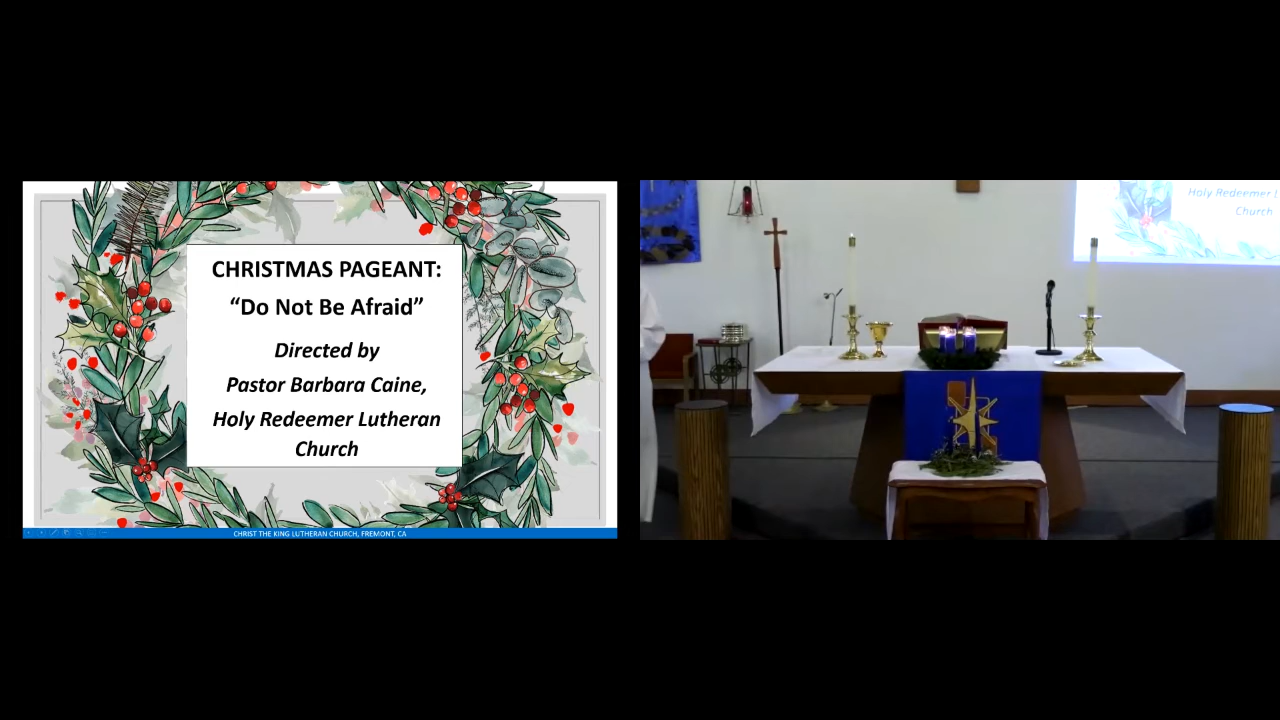 CHRISTMAS PAGEANT:
“Do Not Be Afraid”
Directed by
Pastor Barbara Caine,
Holy Redeemer Lutheran
Church
CHRIST THE KING LUTHERAN CHURCH, FREMONT, CA
Holy Redeemer L
Church